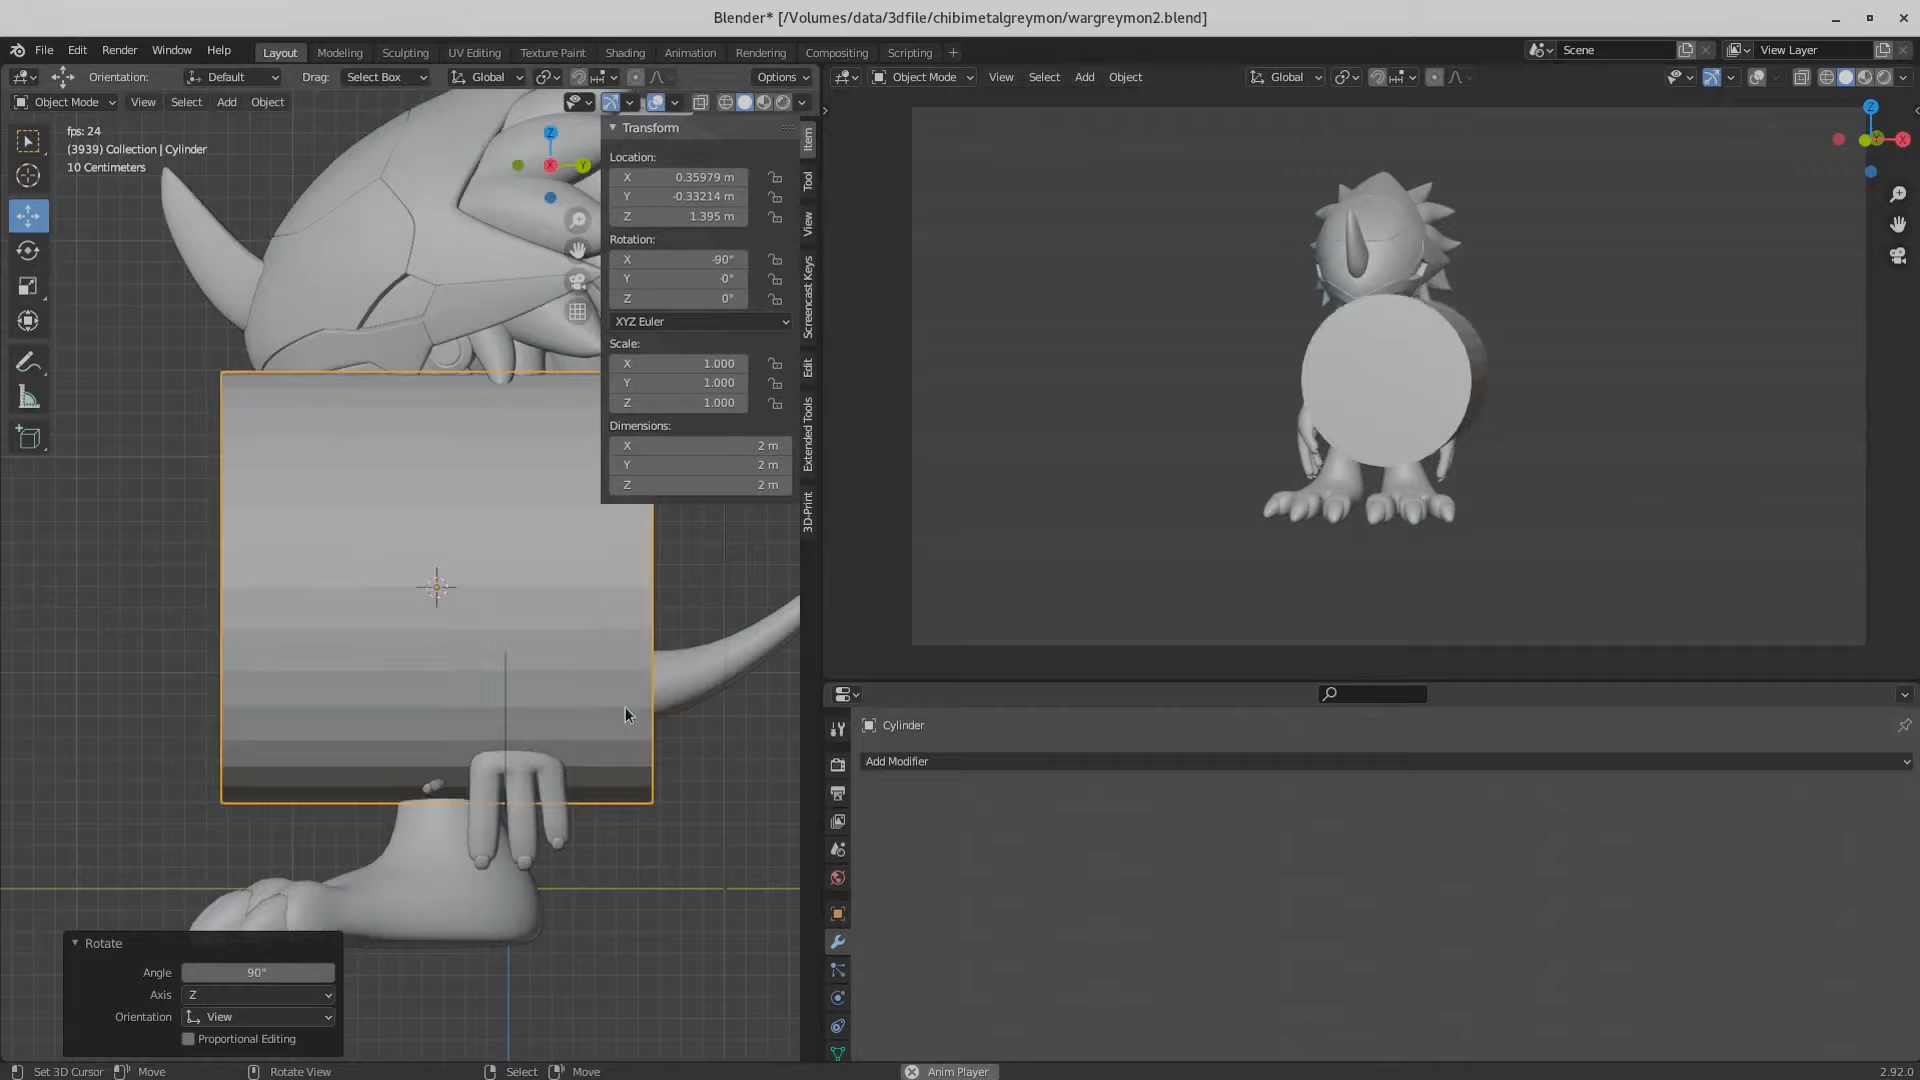 Blender* [/Volumes/data/3dfile/chibimetalgreymon/wargreymon2.blend]
File Edit Render Window Help
Layout Modeling Sculpting UV Editing Texture Paint Shading Animation Rendering Compositing Scripting +
Scene
View Layer
Orientation: Default Drag: Select Box Global Options
Object Mode View Select Add Object Global
Object Mode View Select Add Object
fps: 24
(3939) Collection | Cylinder
10 Centimeters
Z
X
Y
Transform
Location:
X 0.35979 m
Y -0.33214 m
Z 1.395 m
Rotation:
X -90°
Y -0°
Z 0°
XYZ Euler
Scale:
X 1.000
Y 1.000
Z 1.000
Dimensions:
X 2 m
Y 2 m
Z 2 m
Item
Tool
View
Screencast Keys
Edit
Extended Tools
3D-Print
Z
Y
X
Cylinder
Add Modifier
Rotate
Angle 90°
Axis Z
Orientation View
Proportional Editing
Set 3D Cursor Move Rotate View Select Move Anim Player 2.92.0